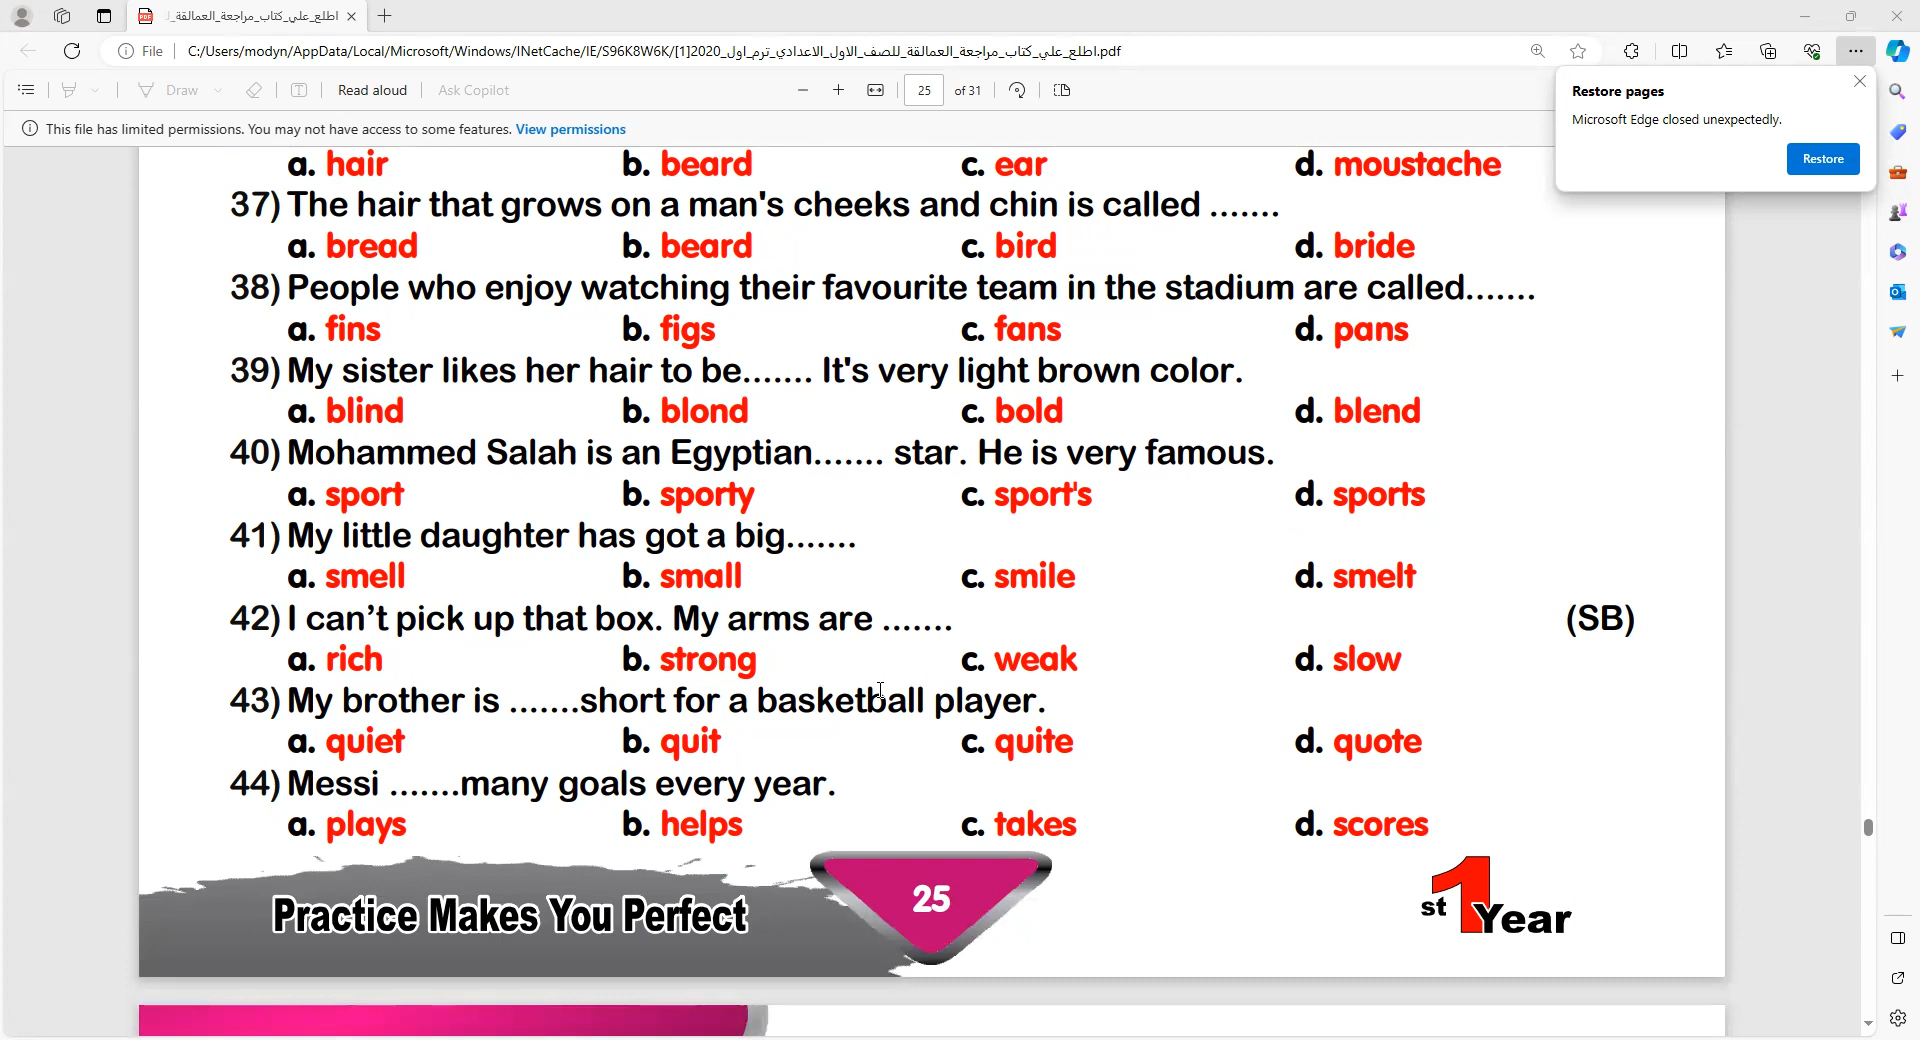 اطلع_علي_كتاب_مراجعة_العمالقة_
File
C:/Users/modyn/AppData/Local/Microsoft/Windows/INetCache/IE/S96K8W6K/[1]2020_اطلع_علي_كتاب_مراجعة_العمالقة_للصف_الاول_الاعدادي_ترم_اول.pdf
Draw
Read aloud
Ask Copilot
25
of 31
This file has limited permissions. You may not have access to some features. View permissions
Restore pages
Microsoft Edge closed unexpectedly.
Restore
a. hair b. beard c. ear d. moustache
37) The hair that grows on a man's cheeks and chin is called .......
a. bread b. beard c. bird d. bride
38) People who enjoy watching their favourite team in the stadium are called.......
a. fins b. figs c. fans d. pans
39) My sister likes her hair to be....... It's very light brown color.
a. blind b. blond c. bold d. blend
40) Mohammed Salah is an Egyptian....... star. He is very famous.
a. sport b. sporty c. sport's d. sports
41) My little daughter has got a big.......
a. smell b. small c. smile d. smelt
42) I can’t pick up that box. My arms are ....... (SB)
a. rich b. strong c. weak d. slow
43) My brother is .......short for a basketball player.
a. quiet b. quit c. quite d. quote
44) Messi .......many goals every year.
a. plays b. helps c. takes d. scores
Practice Makes You Perfect
25
1st Year